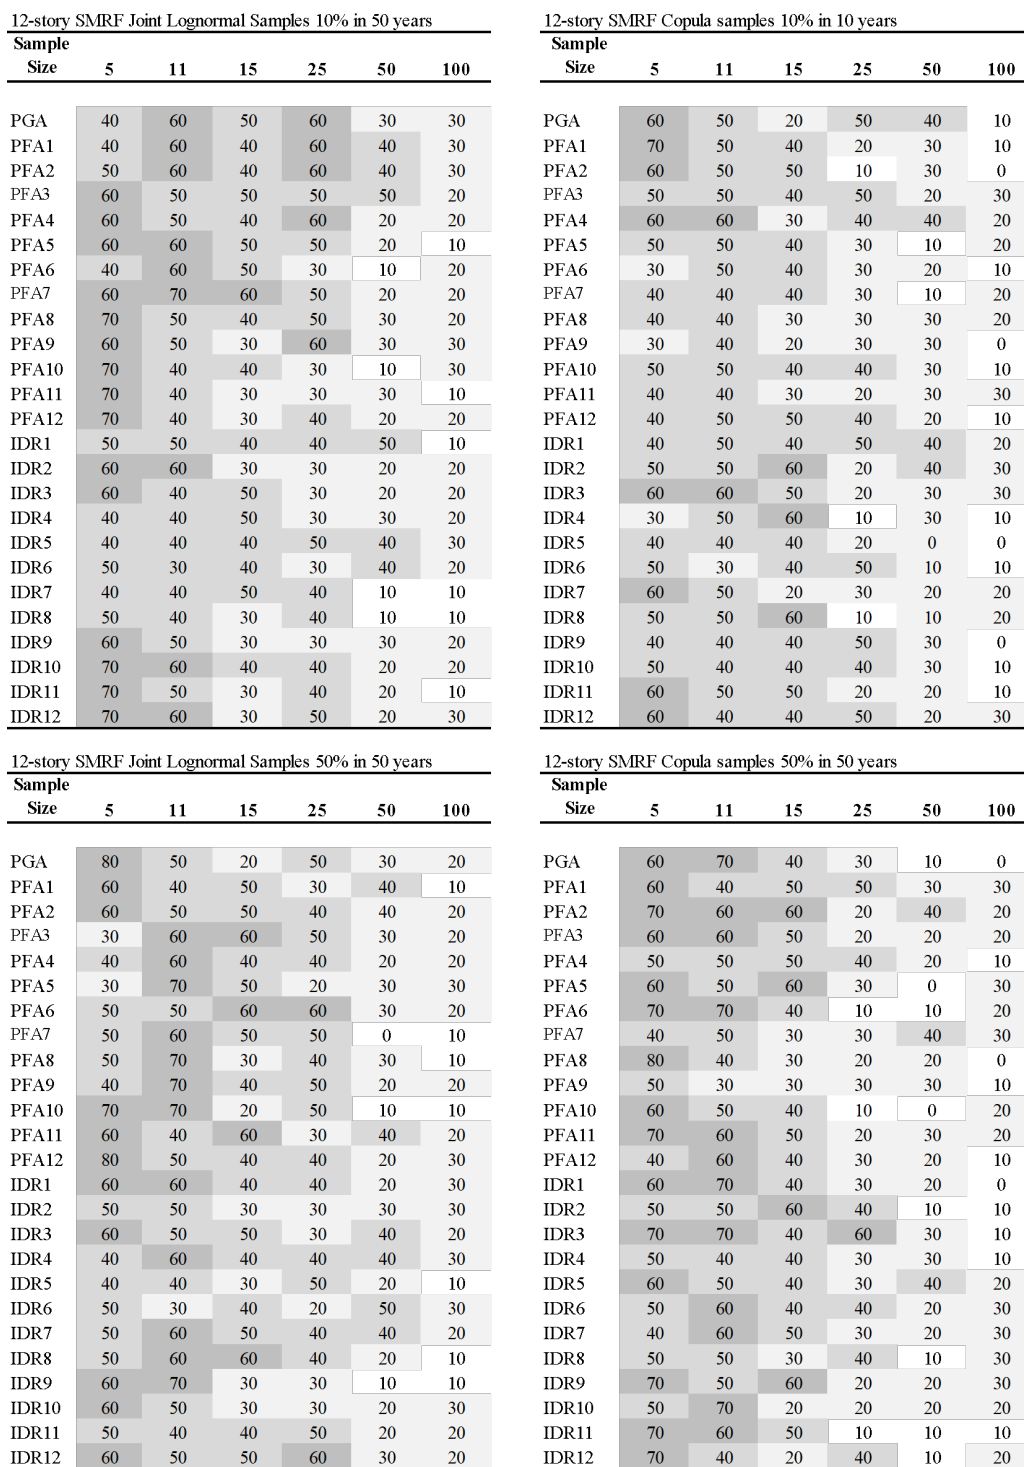 12-story SMRF Joint Lognormal Samples 10% in 50 years
Sample
Size 5 11 15 25 50 100
PGA 40 60 50 60 30 30
PFA1 40 60 40 60 40 30
PFA2 50 60 40 60 40 30
PFA3 60 50 50 50 50 20
PFA4 60 50 40 60 20 20
PFA5 60 60 50 50 20 10
PFA6 40 60 50 30 10 20
PFA7 60 70 60 50 20 20
PFA8 70 50 40 50 30 20
PFA9 60 50 30 60 30 30
PFA10 70 40 40 30 10 30
PFA11 70 40 30 30 30 10
PFA12 70 40 30 40 20 20
IDR1 50 50 40 40 50 10
IDR2 60 60 30 30 20 20
IDR3 60 40 50 30 20 20
IDR4 40 40 50 30 30 20
IDR5 40 40 40 50 40 30
IDR6 50 30 40 30 40 20
IDR7 40 40 50 40 10 10
IDR8 50 40 30 40 10 10
IDR9 60 50 30 30 30 20
IDR10 70 60 40 40 20 20
IDR11 70 50 30 40 20 10
IDR12 70 60 30 50 20 30
12-story SMRF Copula samples 10% in 10 years
Sample
Size 5 11 15 25 50 100
PGA 60 50 20 50 40 10
PFA1 70 50 40 20 30 10
PFA2 60 50 50 10 30 0
PFA3 50 50 40 50 20 30
PFA4 60 60 30 40 40 20
PFA5 50 50 40 30 10 20
PFA6 30 50 40 30 20 10
PFA7 40 40 40 30 10 20
PFA8 40 40 30 30 30 20
PFA9 30 40 20 30 30 0
PFA10 50 50 40 40 30 10
PFA11 40 40 30 20 30 30
PFA12 40 50 50 40 20 10
IDR1 40 50 40 50 40 20
IDR2 50 50 60 20 40 30
IDR3 60 60 50 20 30 30
IDR4 30 50 60 10 30 10
IDR5 40 40 40 20 0 0
IDR6 50 30 40 50 10 10
IDR7 60 50 20 30 20 20
IDR8 50 50 60 10 10 20
IDR9 40 40 40 50 30 0
IDR10 50 40 40 40 30 10
IDR11 60 50 50 20 20 10
IDR12 60 40 40 50 20 30
12-story SMRF Joint Lognormal Samples 50% in 50 years
Sample
Size 5 11 15 25 50 100
PGA 80 50 20 50 30 20
PFA1 60 40 50 30 40 10
PFA2 60 50 50 40 40 20
PFA3 30 60 60 50 30 20
PFA4 40 60 40 40 20 20
PFA5 30 70 50 20 30 30
PFA6 50 50 60 60 30 20
PFA7 50 60 50 50 0 10
PFA8 50 70 30 40 30 10
PFA9 40 70 40 50 20 20
PFA10 70 70 20 50 10 10
PFA11 60 40 60 30 40 20
PFA12 80 50 40 40 20 30
IDR1 60 60 40 40 20 30
IDR2 50 50 30 30 30 30
IDR3 60 50 50 30 40 20
IDR4 40 60 40 40 40 30
IDR5 40 40 30 50 20 10
IDR6 50 30 40 20 50 30
IDR7 50 60 50 40 40 20
IDR8 50 60 60 40 20 10
IDR9 60 70 30 30 10 10
IDR10 60 50 30 30 20 30
IDR11 50 40 40 50 20 20
IDR12 60 50 50 60 30 20
12-story SMRF Copula samples 50% in 50 years
Sample
Size 5 11 15 25 50 100
PGA 60 70 40 30 10 0
PFA1 60 40 50 50 30 30
PFA2 70 60 60 20 40 20
PFA3 60 60 50 20 20 20
PFA4 50 50 50 40 20 10
PFA5 60 50 60 30 0 30
PFA6 70 70 40 10 10 20
PFA7 40 50 30 30 40 30
PFA8 80 40 30 20 20 0
PFA9 50 30 30 30 30 10
PFA10 60 50 40 10 0 20
PFA11 70 60 50 20 30 20
PFA12 40 60 40 30 20 10
IDR1 60 70 40 30 20 0
IDR2 50 50 60 40 10 10
IDR3 70 70 40 60 30 10
IDR4 50 40 40 30 30 10
IDR5 60 50 40 30 40 20
IDR6 50 60 40 40 20 30
IDR7 40 60 50 30 20 30
IDR8 50 50 30 40 10 30
IDR9 70 50 60 20 20 30
IDR10 50 70 20 20 20 20
IDR11 70 60 50 10 10 10
IDR12 70 40 20 40 10 20